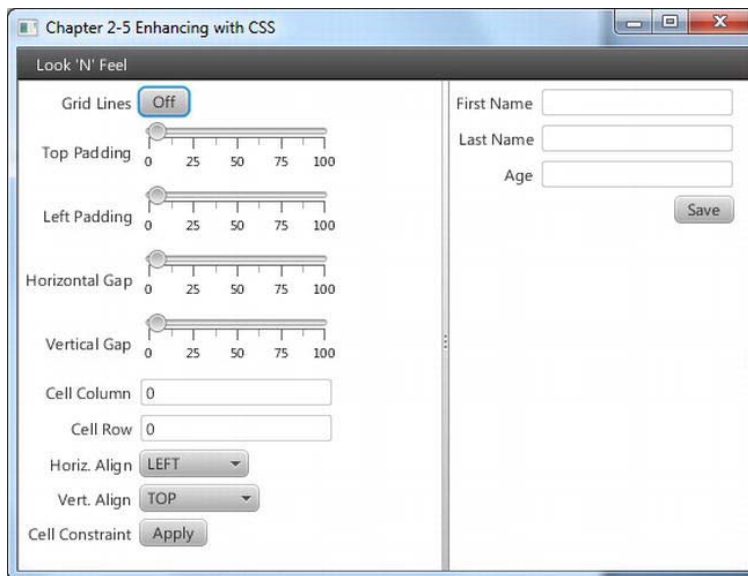 Chapter 2-5 Enhancing with CSS
Look 'N' Feel
Grid Lines Off
Top Padding
0 25 50 75 100
Left Padding
0 25 50 75 100
Horizontal Gap
0 25 50 75 100
Vertical Gap
0 25 50 75 100
Cell Column 0
Cell Row 0
Horiz. Align LEFT
Vert. Align TOP
Cell Constraint Apply
First Name
Last Name
Age
Save